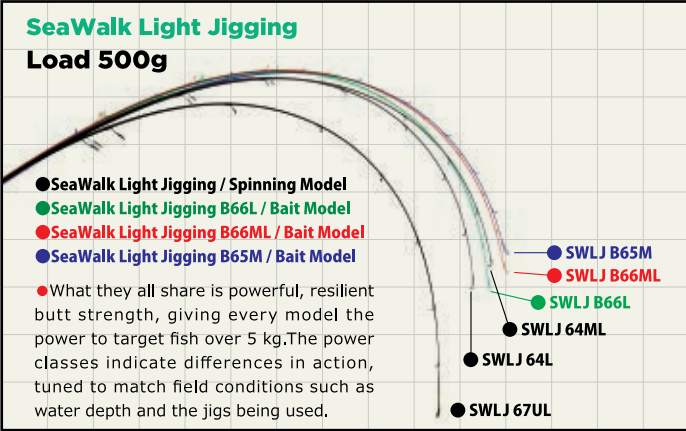 SeaWalk Light Jigging
Load 500g
●SeaWalk Light Jigging / Spinning Model
●SeaWalk Light Jigging B66L / Bait Model
●SeaWalk Light Jigging B66ML / Bait Model
●SeaWalk Light Jigging B65M / Bait Model
●What they all share is powerful, resilient
butt strength, giving every model the
power to target fish over 5 kg.The power
classes indicate differences in action,
tuned to match field conditions such as
water depth and the jigs being used.
SWLJ B65M
SWLJ B66ML
SWLJ B66L
SWLJ 64ML
SWLJ 64L
SWLJ 67UL